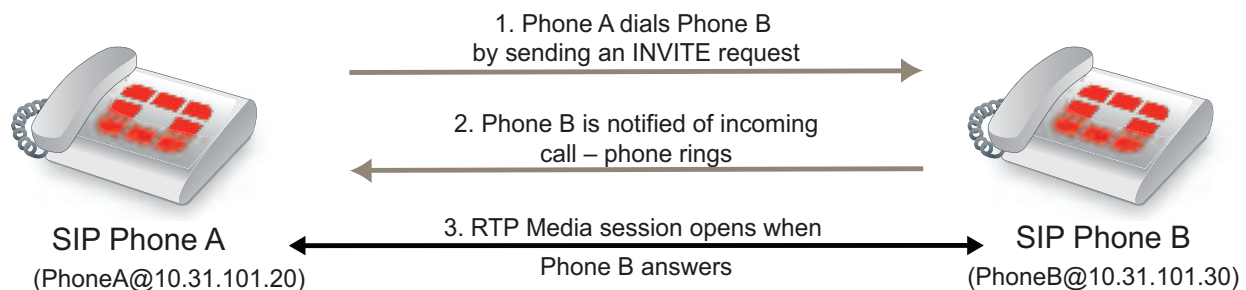 1. Phone A dials Phone B
by sending an INVITE request
2. Phone B is notified of incoming
call – phone rings
3. RTP Media session opens when
Phone B answers
SIP Phone A
(PhoneA@10.31.101.20)
SIP Phone B
(PhoneB@10.31.101.30)